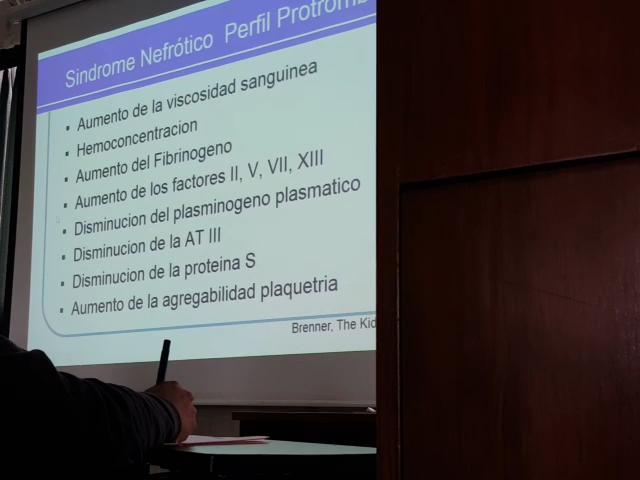 Sindrome Nefrótico Perfil Protrom
Aumento de la viscosidad sanguinea
Hemoconcentracion
Aumento del Fibrinogeno
Aumento de los factores II, V, VII, XIII
Disminucion del plasminogeno plasmatico
Disminucion de la AT III
Disminucion de la proteina S
Aumento de la agregabilidad plaquetria
Brenner, The Kid